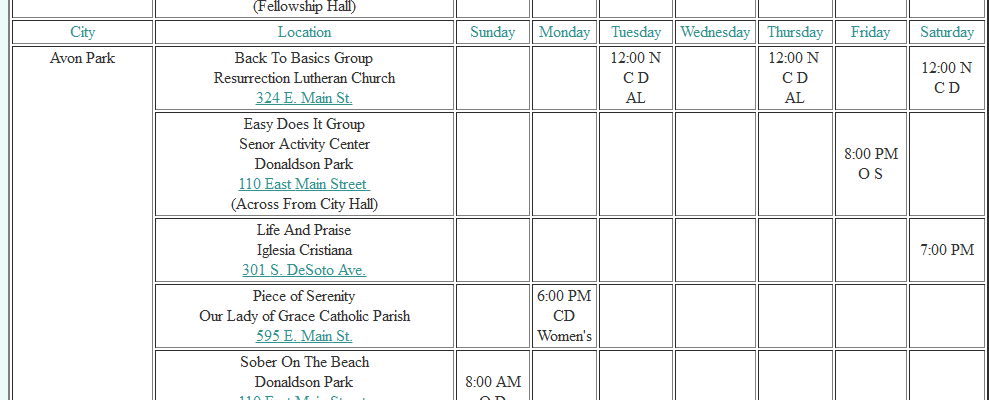 (Fellowship Hall)
City Location Sunday Monday Tuesday Wednesday Thursday Friday Saturday
Avon Park
Back To Basics Group
Resurrection Lutheran Church
324 E. Main St.
12:00 N
C D
AL
12:00 N
C D
AL
12:00 N
C D
Easy Does It Group
Senor Activity Center
Donaldson Park
110 East Main Street
(Across From City Hall)
8:00 PM
O S
Life And Praise
Iglesia Cristiana
301 S. DeSoto Ave.
7:00 PM
Piece of Serenity
Our Lady of Grace Catholic Parish
595 E. Main St.
6:00 PM
CD
Women's
Sober On The Beach
Donaldson Park
110 East Main Street
8:00 AM
O D